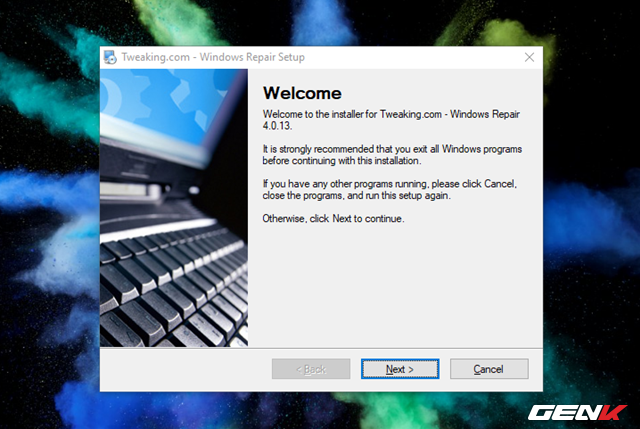 Tweaking.com - Windows Repair Setup
Welcome
Welcome to the installer for Tweaking.com - Windows Repair
4.0.13.
It is strongly recommended that you exit all Windows programs
before continuing with this installation.
If you have any other programs running, please click Cancel,
close the programs, and run this setup again.
Otherwise, click Next to continue.
< Back
Next >
Cancel
GENK